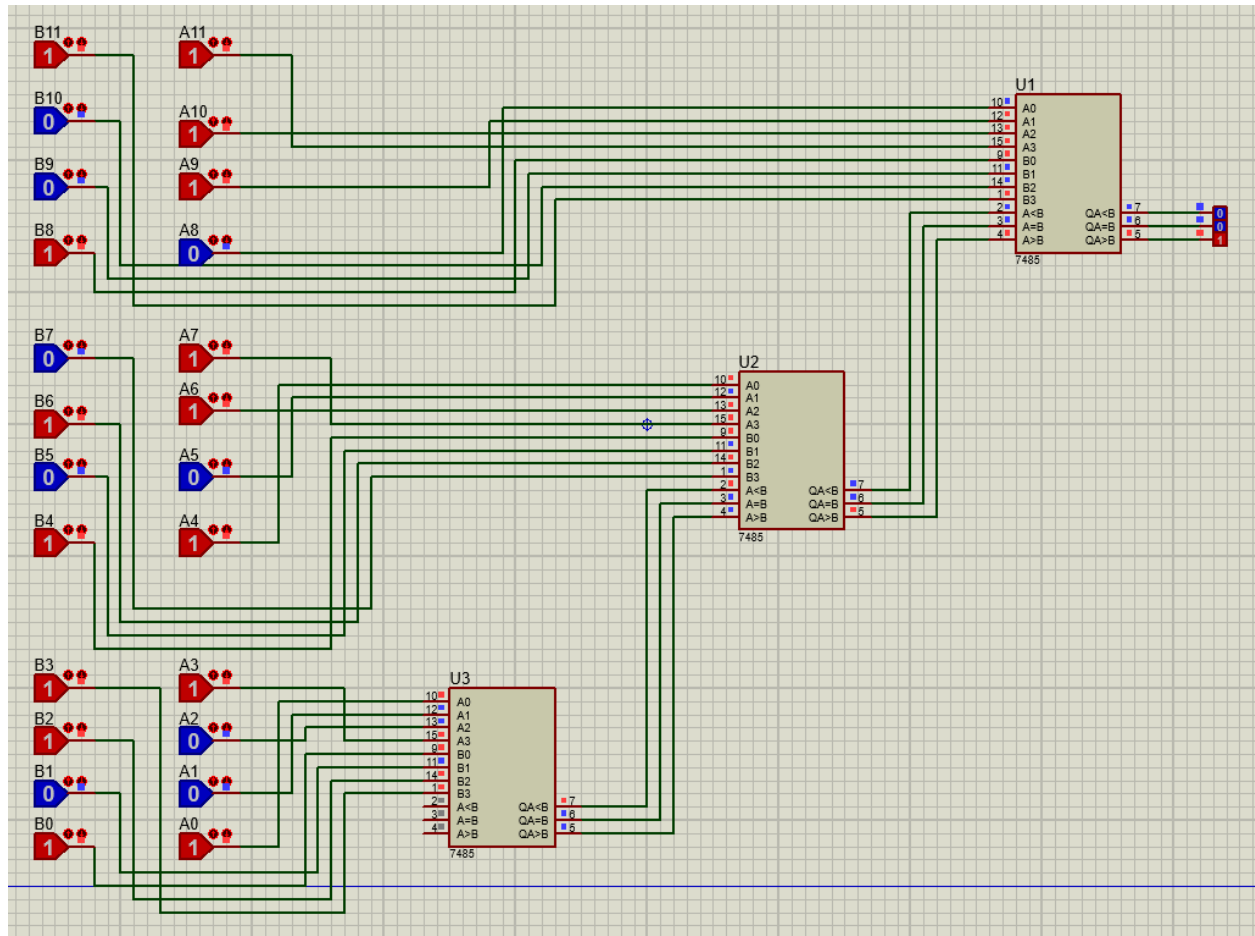 B11 A11
1 1
B10 A10
0 1
B9 A9
0 1
B8 A8
1 0
U1
10 A0
12 A1
13 A2
15 A3
9 B0
11 B1
14 B2
1 B3
2 A<B QA<B 7 0
3 A=B QA=B 6 0
4 A>B QA>B 5 1
7485
B7 A7
0 1
B6 A6
1 1
B5 A5
0 0
B4 A4
1 1
U2
10 A0
12 A1
13 A2
15 A3
9 B0
11 B1
14 B2
1 B3
2 A<B QA<B 7
3 A=B QA=B 6
4 A>B QA>B 5
7485
B3 A3
1 1
B2 A2
1 0
B1 A1
0 0
B0 A0
1 1
U3
10 A0
12 A1
13 A2
15 A3
9 B0
11 B1
14 B2
1 B3
2 A<B QA<B 7
3 A=B QA=B 6
4 A>B QA>B 5
7485